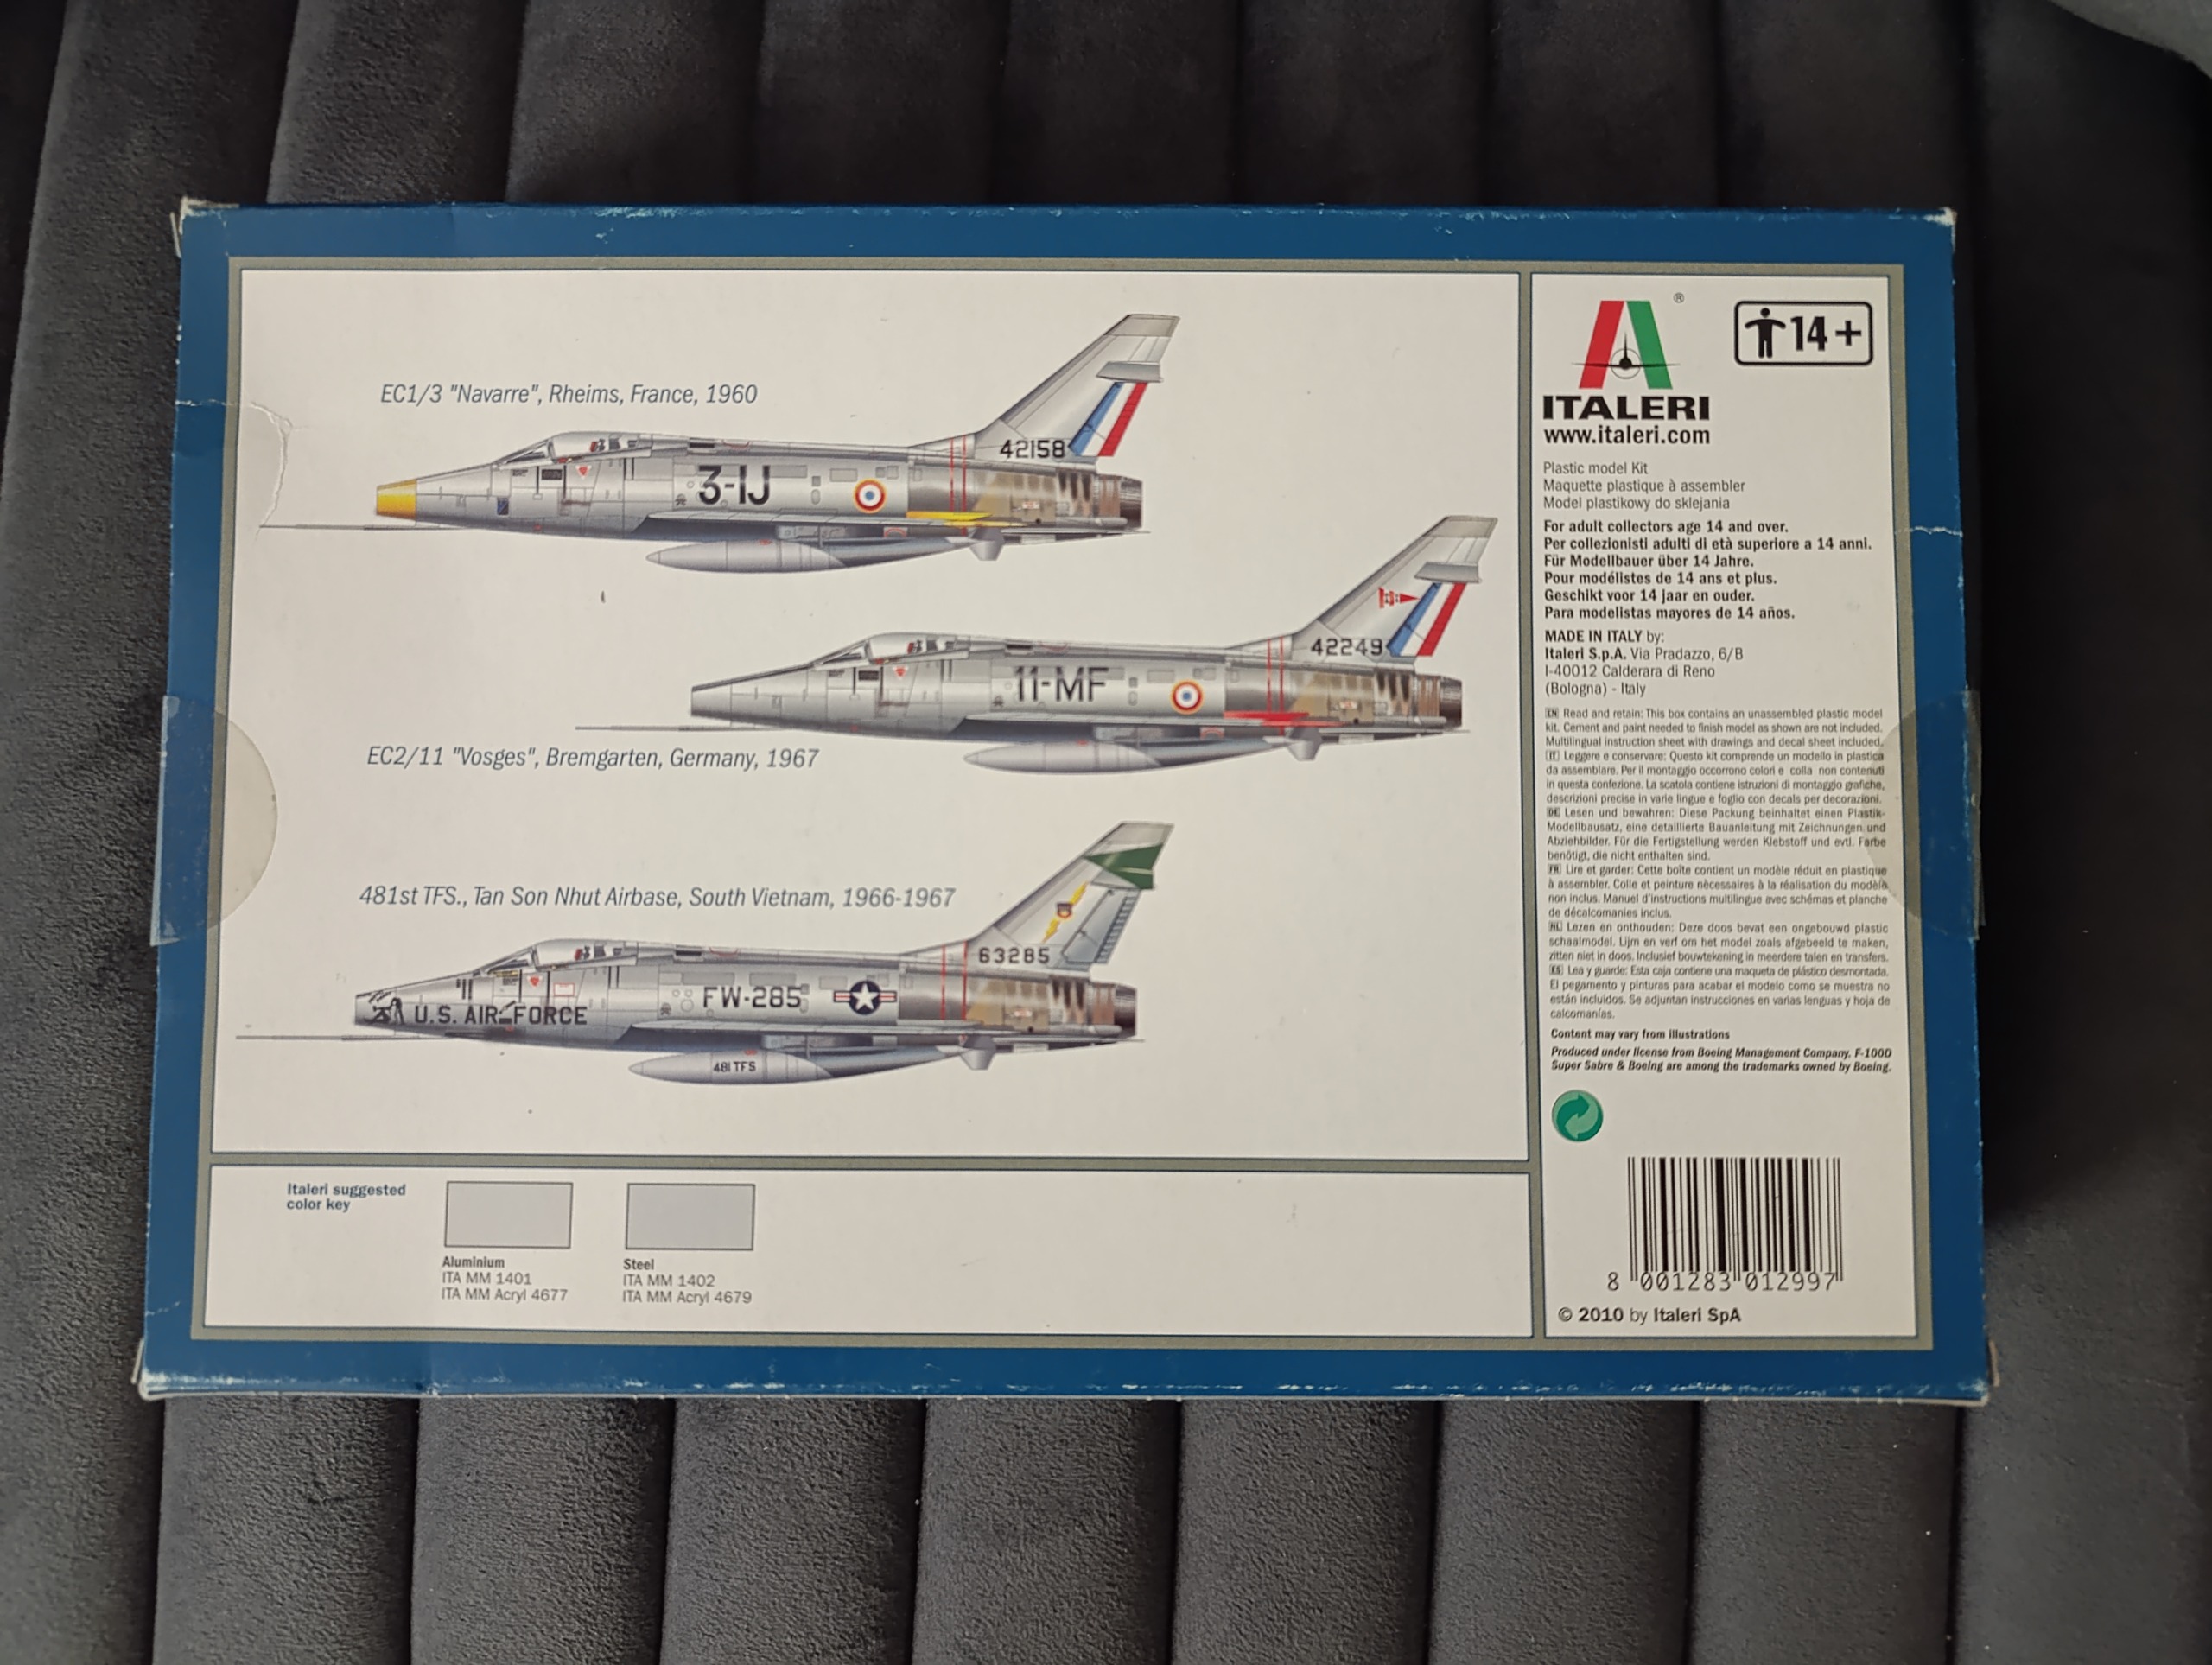 EC1/3 "Navarre", Rheims, France, 1960
42158
3-IJ
42249
11-MF
EC2/11 "Vosges", Bremgarten, Germany, 1967
481st TFS., Tan Son Nhut Airbase, South Vietnam, 1966-1967
63285
FW-285
U.S. AIR FORCE
481 TFS
Italeri suggested
color key
Aluminium
ITA MM 1401
ITA MM Acryl 4677
Steel
ITA MM 1402
ITA MM Acryl 4679
®
14+
ITALERI
www.italeri.com
Plastic model Kit
Maquette plastique à assembler
Model plastikowy do sklejania
For adult collectors age 14 and over.
Per collezionisti adulti di età superiore a 14 anni.
Für Modellbauer über 14 Jahre.
Pour modélistes de 14 ans et plus.
Geschikt voor 14 jaar en ouder.
Para modelistas mayores de 14 años.
MADE IN ITALY by:
Italeri S.p.A. Via Pradazzo, 6/B
I-40012 Calderara di Reno
(Bologna) - Italy
EN Read and retain: This box contains an unassembled plastic model
kit. Cement and paint needed to finish model as shown are not included.
Multilingual instruction sheet with drawings and decal sheet included.
IT Leggere e conservare: Questo kit comprende un modello in plastica
da assemblare. Per il montaggio occorrono colori e colla non contenuti
in questa confezione. La scatola contiene istruzioni di montaggio grafiche,
descrizioni precise in varie lingue e foglio con decals per decorazioni.
DE Lesen und bewahren: Diese Packung beinhaltet einen Plastik-
Modellbausatz, eine detaillierte Bauanleitung mit Zeichnungen und
Abziehbilder. Für die Fertigstellung werden Klebstoff und evtl. Farbe
benötigt, die nicht enthalten sind.
FR Lire et garder: Cette boîte contient un modèle réduit en plastique
à assembler. Colle et peinture nècessaires à la réalisation du modèle
non inclus. Manuel d'instructions multilingue avec schémas et planche
de décalcomanies inclus.
NL Lezen en onthouden: Deze doos bevat een ongebouwd plastic
schaalmodel. Lijm en verf om het model zoals afgebeeld te maken,
zitten niet in doos. Inclusief bouwtekening in meerdere talen en transfers.
ES Lea y guarde: Esta caja contiene una maqueta de plástico desmontada.
El pegamento y pinturas para acabar el modelo como se muestra no
están incluidos. Se adjuntan instrucciones en varias lenguas y hoja de
calcomanías.
Content may vary from illustrations
Produced under license from Boeing Management Company. F-100D
Super Sabre & Boeing are among the trademarks owned by Boeing.
8 001283 012997
© 2010 by Italeri SpA